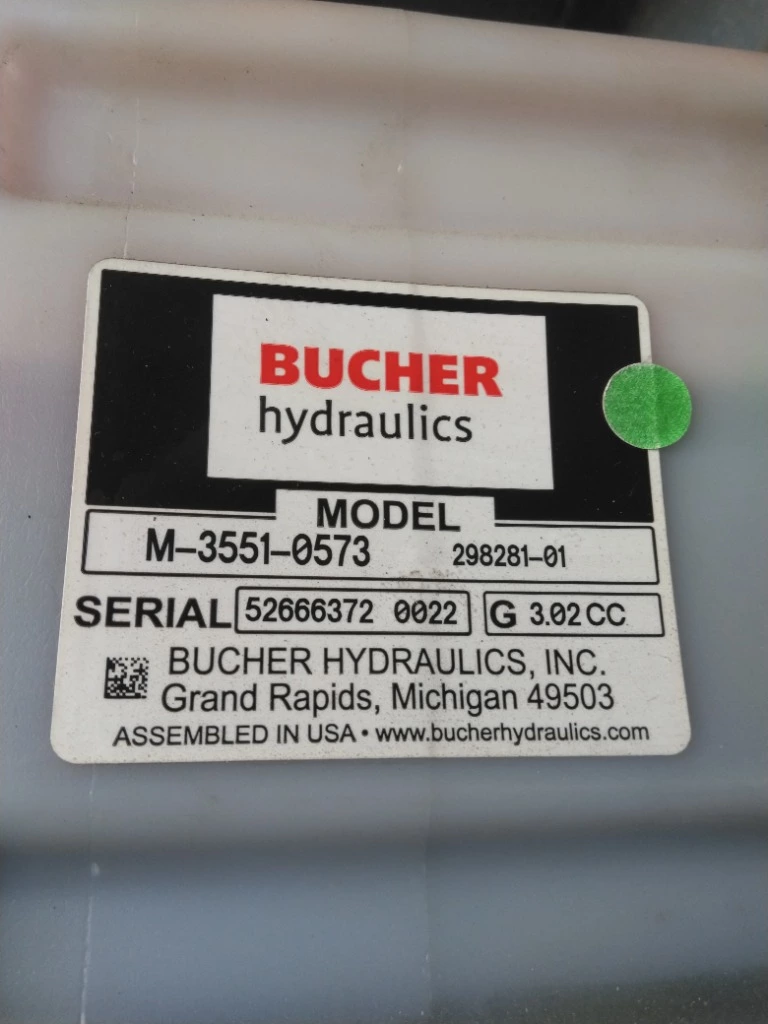 BUCHER
hydraulics
MODEL
M-3551-0573 298281-01
SERIAL 52666372 0022 G 3.02 CC
BUCHER HYDRAULICS, INC.
Grand Rapids, Michigan 49503
ASSEMBLED IN USA • www.bucherhydraulics.com